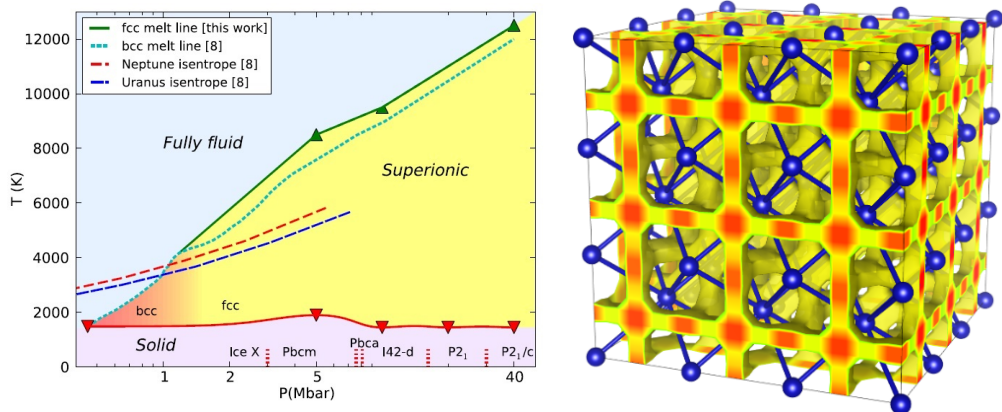 fcc melt line [this work]
bcc melt line [8]
Neptune isentrope [8]
Uranus isentrope [8]
12000
10000
8000
6000
4000
2000
0
T (K)
Fully fluid
Superionic
bcc
fcc
Solid
Ice X
Pbcm
Pbca
I42-d
P2₁
P2₁/c
1
2
5
40
P(Mbar)